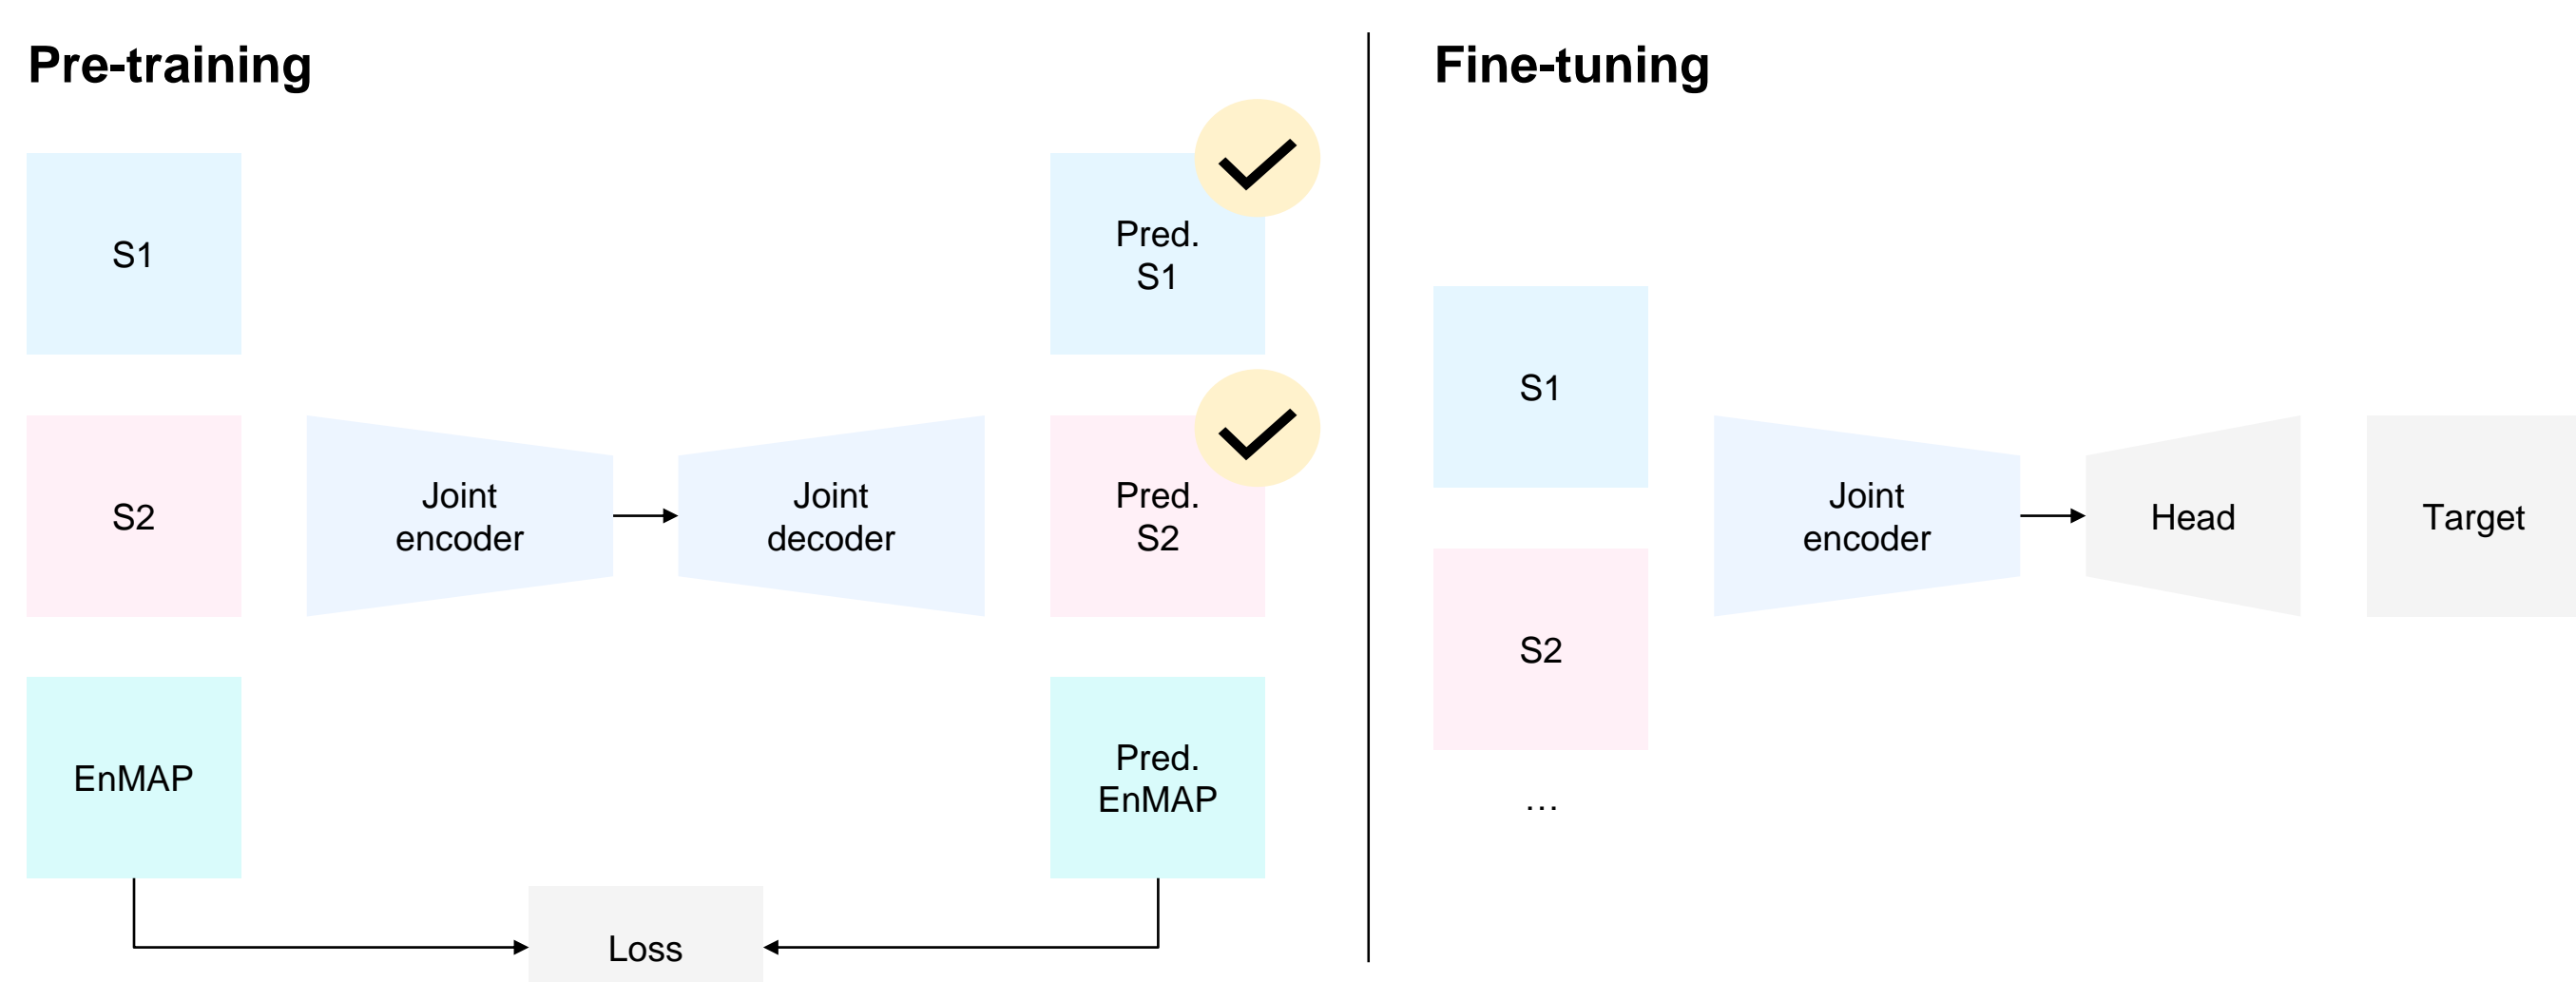 Pre-training
S1
S2
EnMAP
Joint
encoder
Joint
decoder
Pred.
S1
Pred.
S2
Pred.
EnMAP
Loss
Fine-tuning
S1
S2
…
Joint
encoder
Head
Target